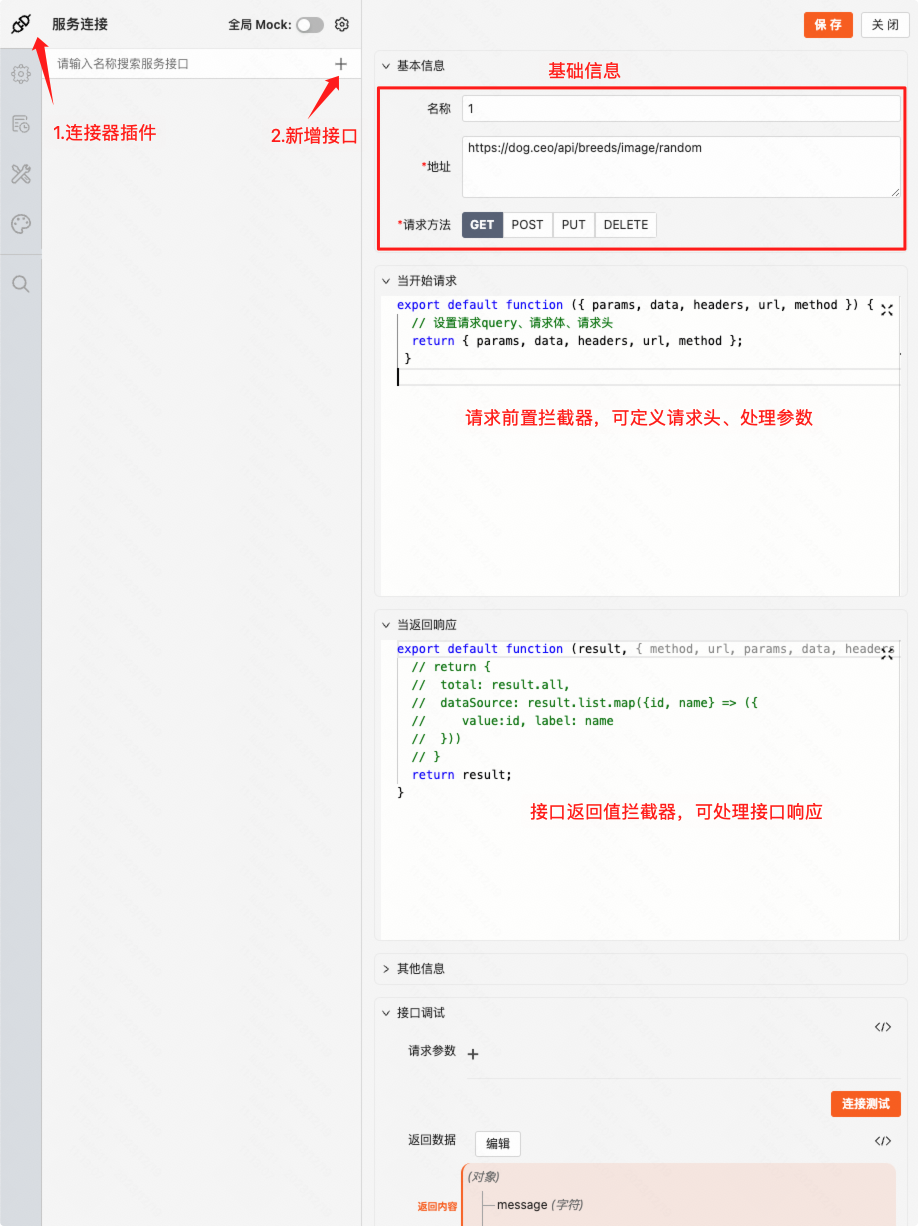 服务连接
全局 Mock:
请输入名称搜索服务接口
1.连接器插件
2.新增接口
保 存
关 闭
基本信息
基础信息
名称
1
*地址
https://dog.ceo/api/breeds/image/random
*请求方法
GET
POST
PUT
DELETE
当开始请求
export default function ({ params, data, headers, url, method }) {
// 设置请求query、请求体、请求头
return { params, data, headers, url, method };
}
请求前置拦截器，可定义请求头、处理参数
当返回响应
export default function (result, { method, url, params, data, headers
// return {
//  total: result.all,
//  dataSource: result.list.map({id, name} => ({
//     value:id, label: name
//  }))
// }
return result;
}
接口返回值拦截器，可处理接口响应
其他信息
接口调试
</>
请求参数
连接测试
返回数据
编辑
</>
(对象)
返回内容
message (字符)